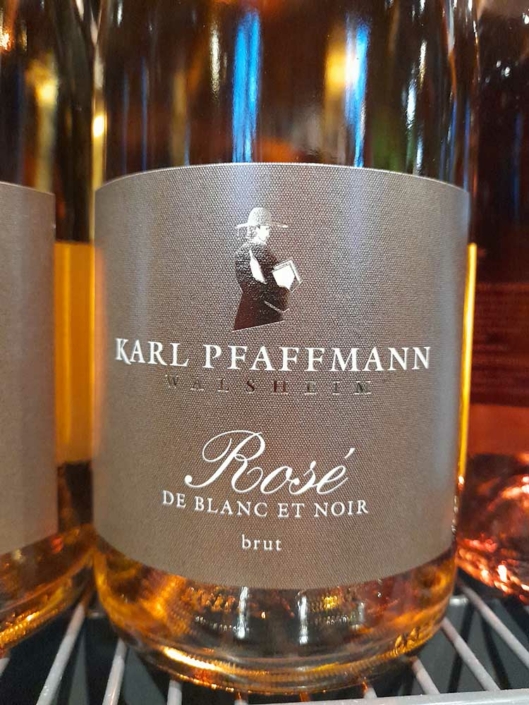 KARL PFAFFMANN
WALSHEIM
Rosé
DE BLANC ET NOIR
brut